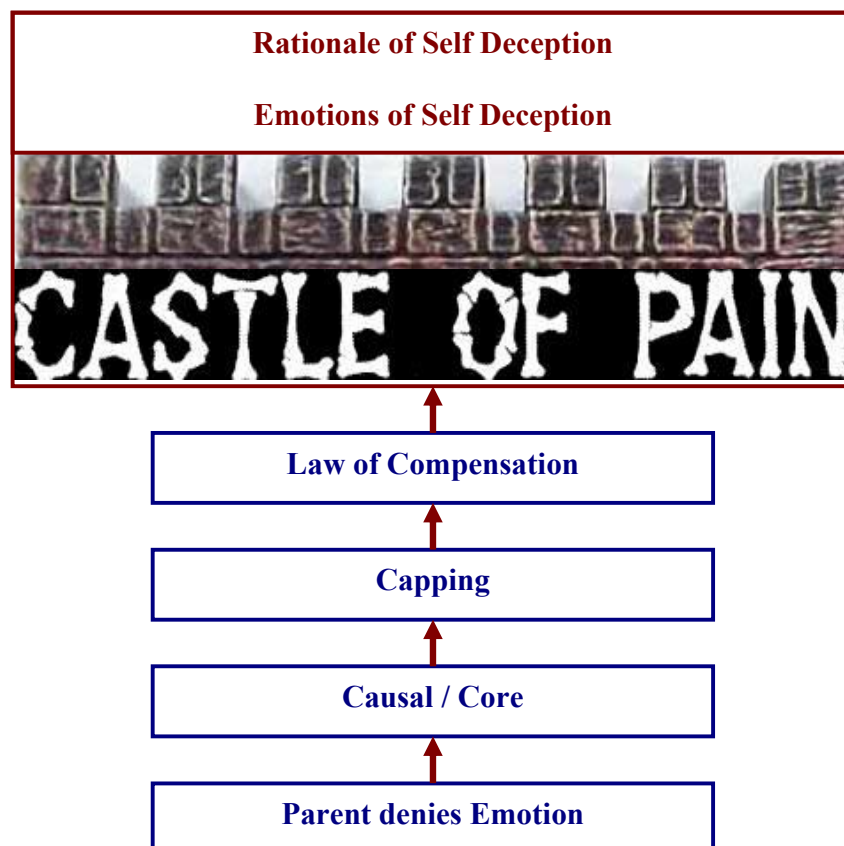 Rationale of Self Deception
Emotions of Self Deception
CASTLE OF PAIN
Law of Compensation
Capping
Causal / Core
Parent denies Emotion